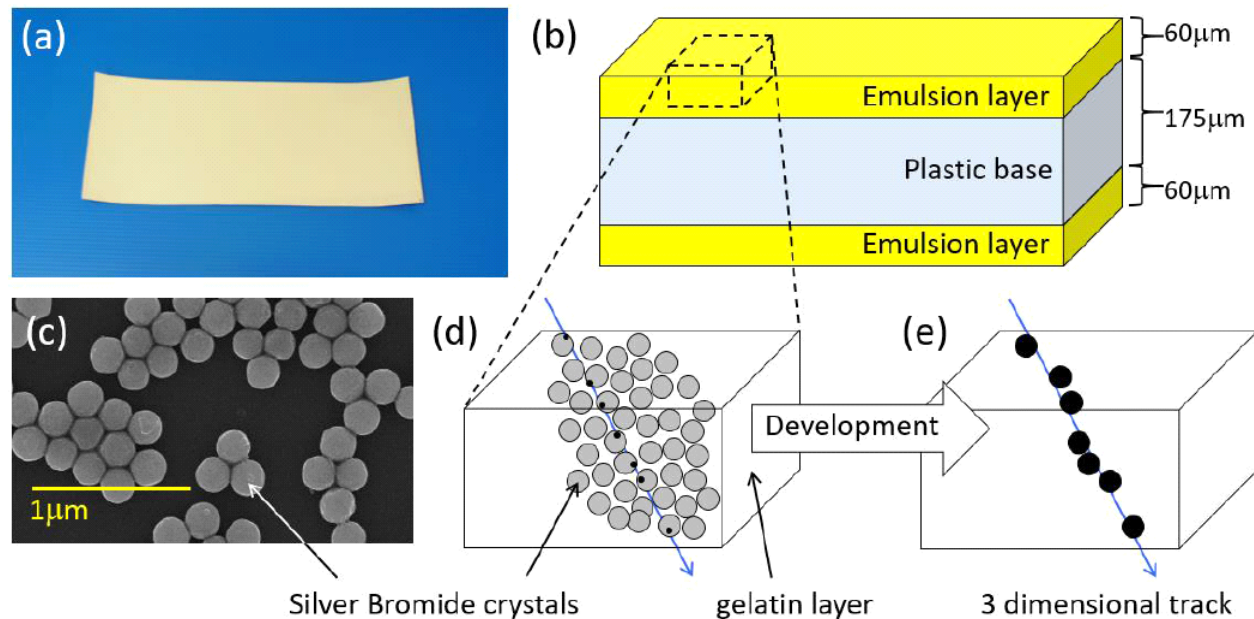 (a)
(b)
60μm
Emulsion layer
175μm
Plastic base
60μm
Emulsion layer
(c)
(d)
(e)
Development
1μm
Silver Bromide crystals
gelatin layer
3 dimensional track